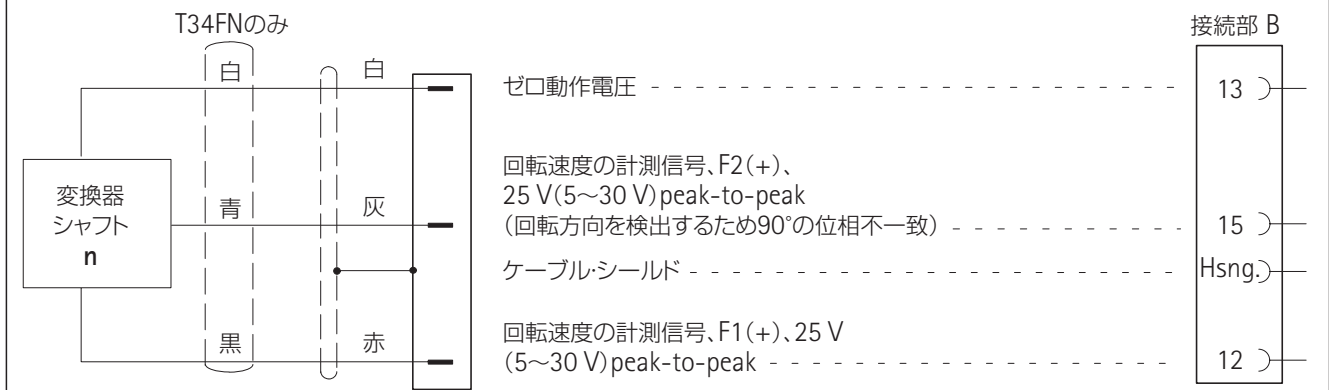 T34FNのみ
接続部 B
白 白
ゼロ動作電圧
13
変換器
シャフト
n
青 灰
回転速度の計測信号、F2(+)、
25 V(5～30 V)peak-to-peak
(回転方向を検出するため90°の位相不一致)
15
ケーブル・シールド
Hsng.
黒 赤
回転速度の計測信号、F1(+)、25 V
(5～30 V)peak-to-peak
12